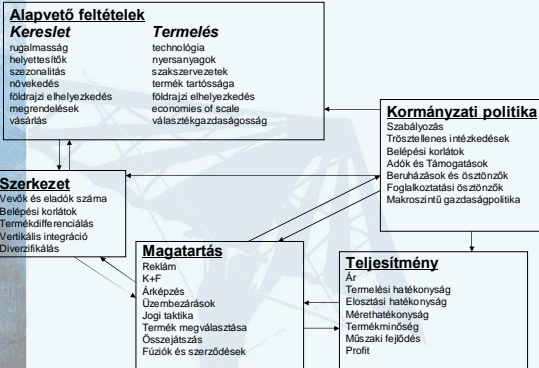 Alapvető feltételek
Kereslet Termelés
rugalmasság technológia
helyettesítők nyersanyagok
szezonalitás szakszervezetek
növekedés termék tartóssága
földrajzi elhelyezkedés földrajzi elhelyezkedés
megrendelések economies of scale
vásárlás választékgazdaságosság
Kormányzati politika
Szabályozás
Trösztellenes intézkedések
Belépési korlátok
Adók és Támogatások
Beruházások és ösztönzők
Foglalkoztatási ösztönzők
Makroszintű gazdaságpolitika
Szerkezet
Vevők és eladók száma
Belépési korlátok
Termékdifferenciálás
Vertikális integráció
Diverzifikálás
Magatartás
Reklám
K+F
Árképzés
Üzembezárások
Jogi taktika
Termék megválasztása
Összejátszás
Fúziók és szerződések
Teljesítmény
Ár
Termelési hatékonyság
Elosztási hatékonyság
Mérethatékonyság
Termékminőség
Műszaki fejlődés
Profit